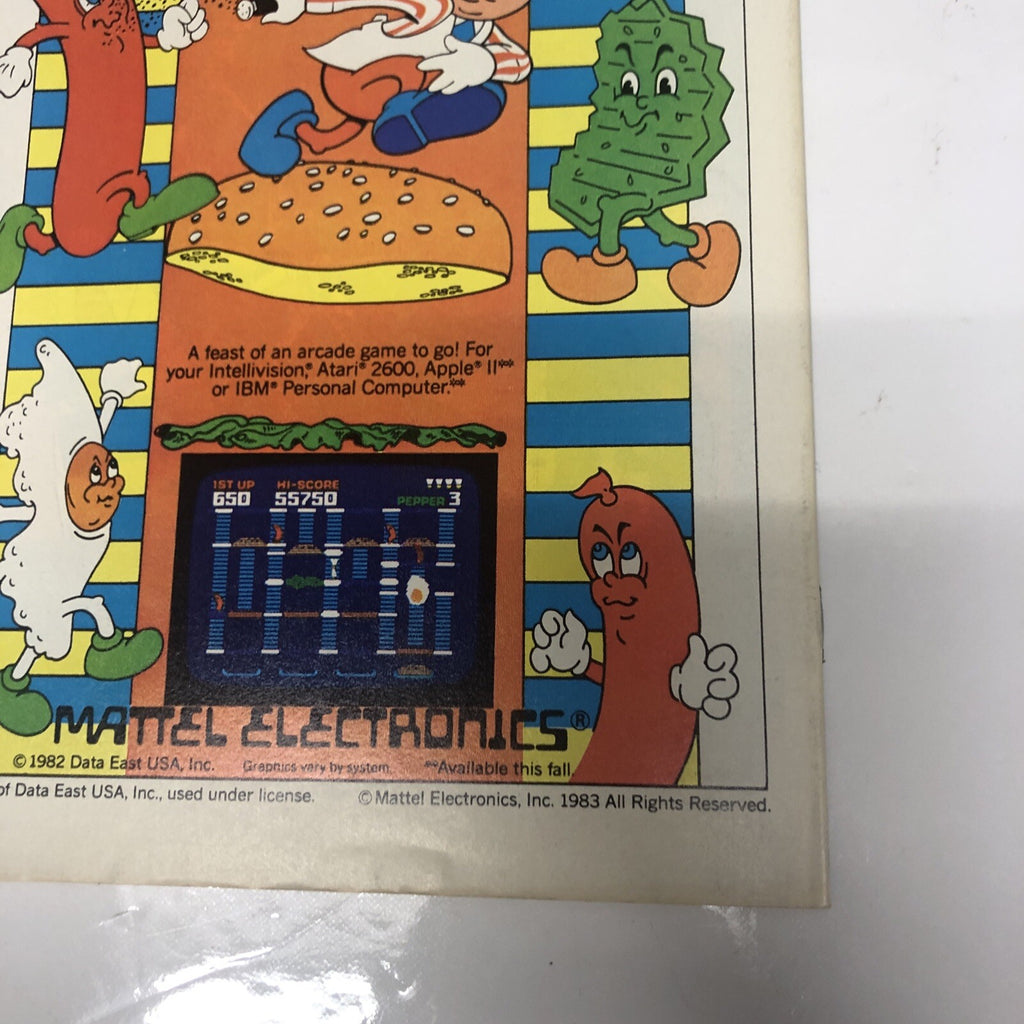 A feast of an arcade game to go! For
your Intellivision,® Atari® 2600, Apple® II**
or IBM® Personal Computer.**
1ST UP HI-SCORE
650 55750 PEPPER 3
MATTEL ELECTRONICS®
©1982 Data East USA, Inc. Graphics vary by system. **Available this fall.
of Data East USA, Inc., used under license. ©Mattel Electronics, Inc. 1983 All Rights Reserved.